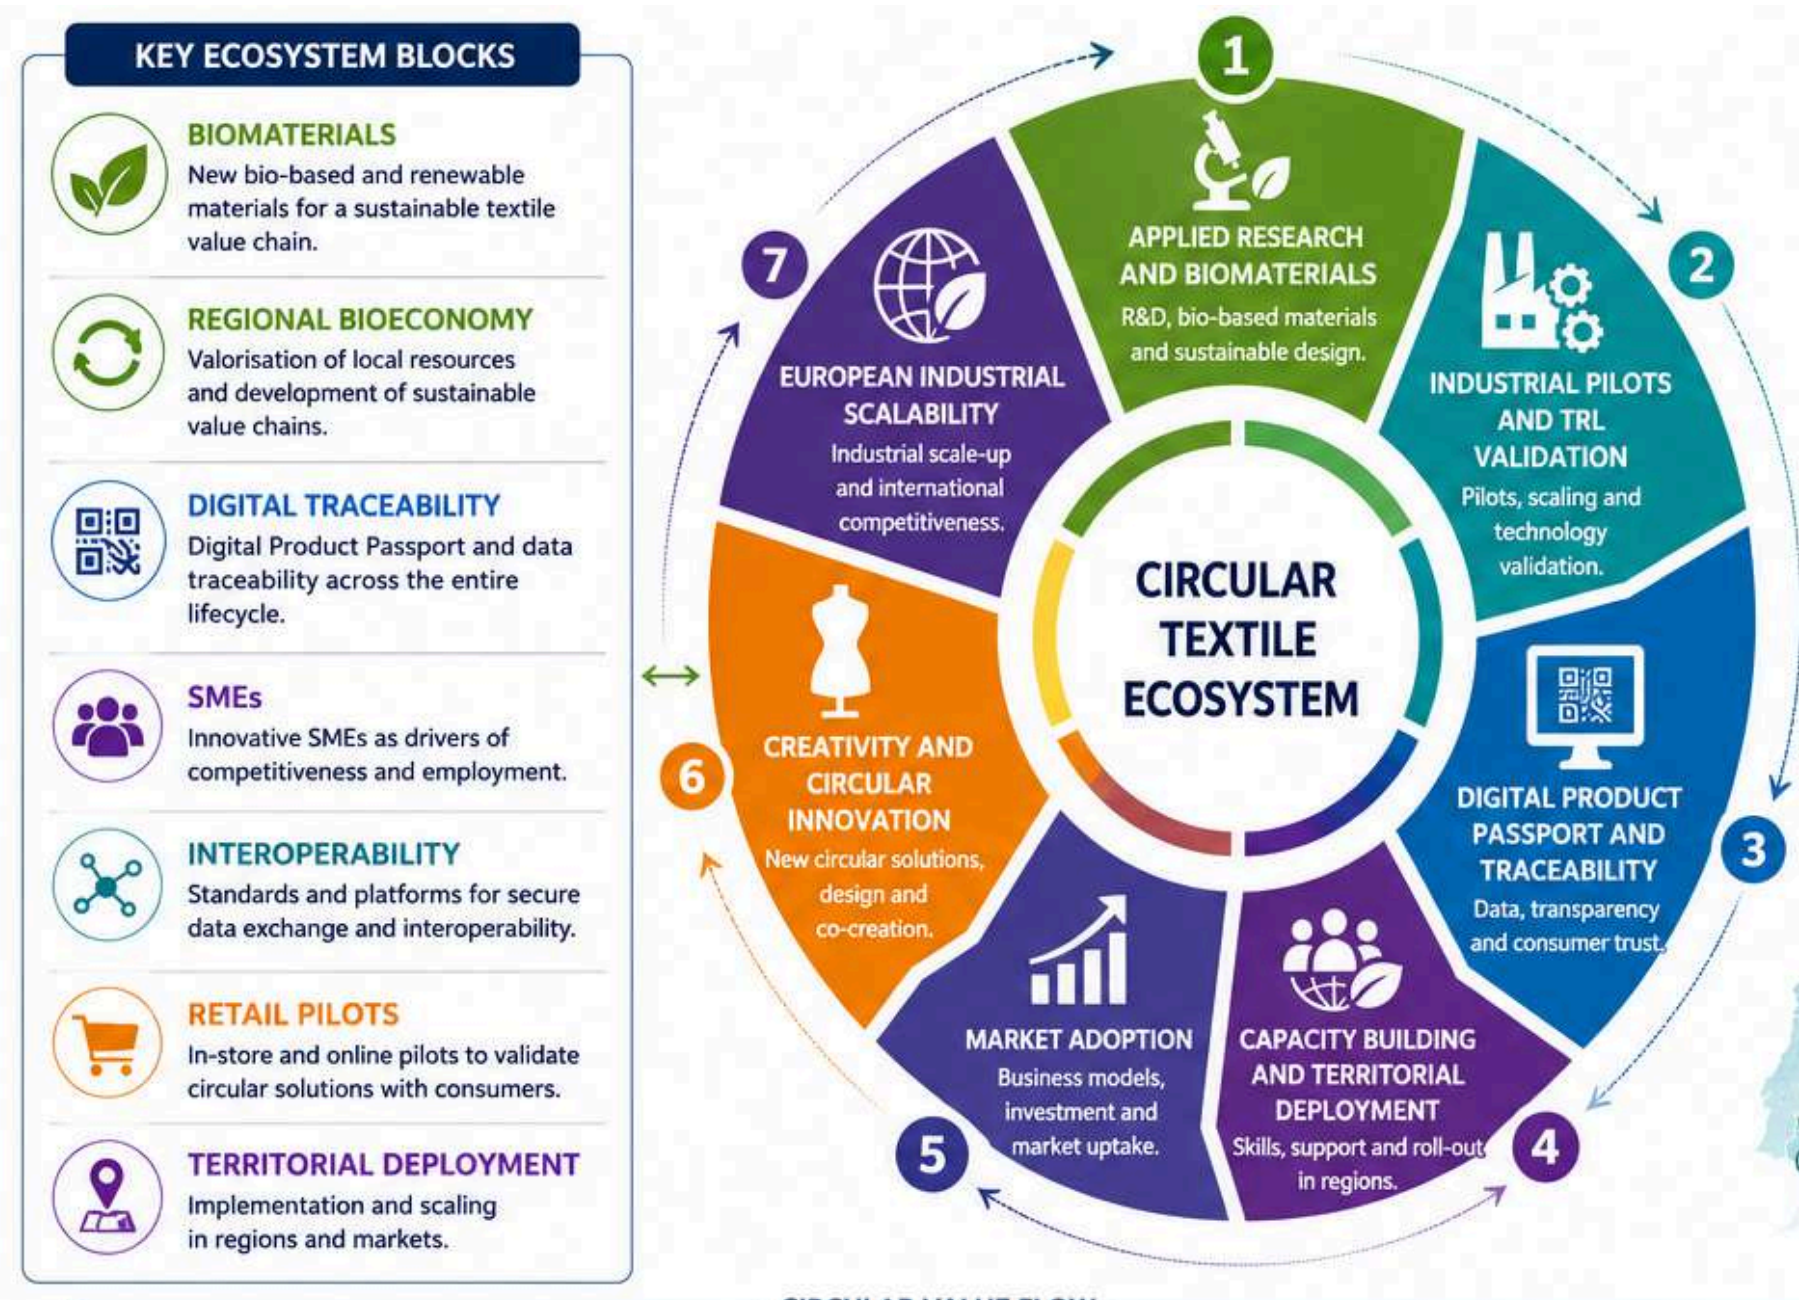 KEY ECOSYSTEM BLOCKS
BIOMATERIALS
New bio-based and renewable
materials for a sustainable textile
value chain.
REGIONAL BIOECONOMY
Valorisation of local resources
and development of sustainable
value chains.
DIGITAL TRACEABILITY
Digital Product Passport and data
traceability across the entire
lifecycle.
SMEs
Innovative SMEs as drivers of
competitiveness and employment.
INTEROPERABILITY
Standards and platforms for secure
data exchange and interoperability.
RETAIL PILOTS
In-store and online pilots to validate
circular solutions with consumers.
TERRITORIAL DEPLOYMENT
Implementation and scaling
in regions and markets.
CIRCULAR
TEXTILE
ECOSYSTEM
1
APPLIED RESEARCH
AND BIOMATERIALS
R&D, bio-based materials
and sustainable design.
2
INDUSTRIAL PILOTS
AND TRL
VALIDATION
Pilots, scaling and
technology
validation.
3
DIGITAL PRODUCT
PASSPORT AND
TRACEABILITY
Data, transparency
and consumer trust.
4
CAPACITY BUILDING
AND TERRITORIAL
DEPLOYMENT
Skills, support and roll-out
in regions.
5
MARKET ADOPTION
Business models,
investment and
market uptake.
6
CREATIVITY AND
CIRCULAR
INNOVATION
New circular solutions,
design and
co-creation.
7
EUROPEAN INDUSTRIAL
SCALABILITY
Industrial scale-up
and international
competitiveness.